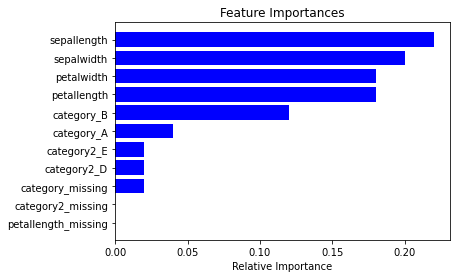 Feature Importances
sepallength
sepalwidth
petalwidth
petallength
category_B
category_A
category2_E
category2_D
category_missing
category2_missing
petallength_missing
0.00 0.05 0.10 0.15 0.20
Relative Importance